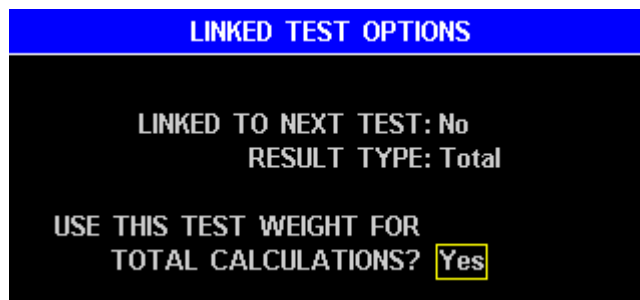 LINKED TEST OPTIONS
LINKED TO NEXT TEST: No
RESULT TYPE: Total
USE THIS TEST WEIGHT FOR
TOTAL CALCULATIONS? Yes